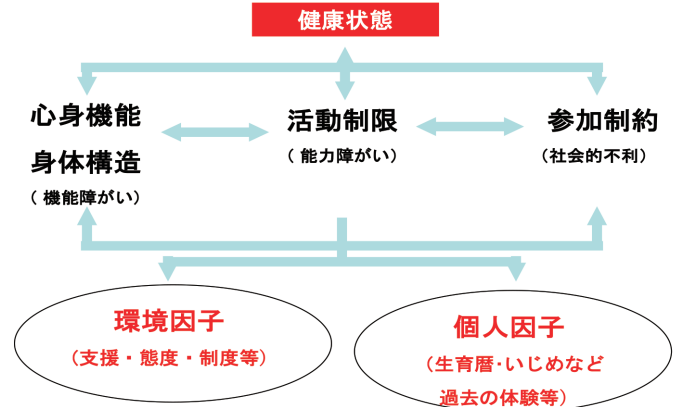 健康状態
心身機能
身体構造
（ 機能障がい）
活動制限
（ 能力障がい）
参加制約
（社会的不利）
環境因子
（支援・態度・制度等）
個人因子
（生育暦・いじめなど
過去の体験等）